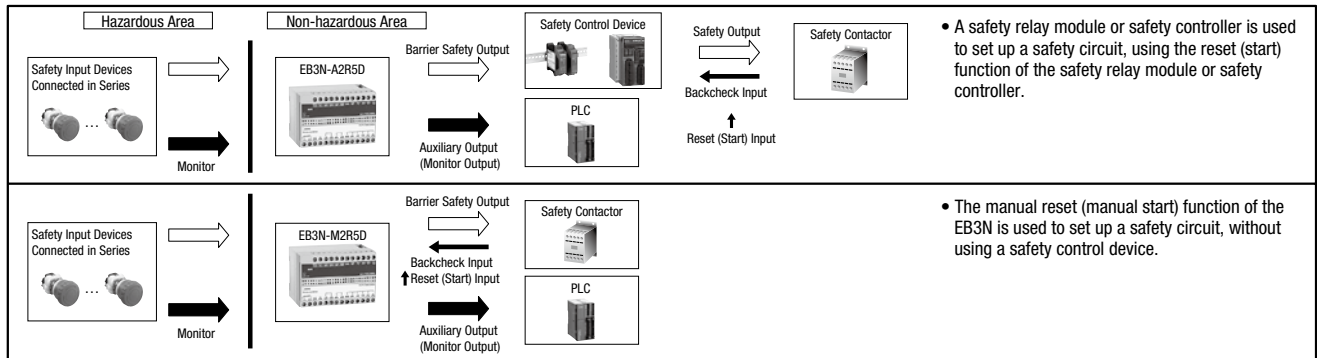 Hazardous Area
Non-hazardous Area
Safety Input Devices
Connected in Series
...
Monitor
EB3N-A2R5D
Barrier Safety Output
Auxiliary Output
(Monitor Output)
Safety Control Device
PLC
Safety Output
Backcheck Input
Reset (Start) Input
Safety Contactor
• A safety relay module or safety controller is used
to set up a safety circuit, using the reset (start)
function of the safety relay module or safety
controller.
Safety Input Devices
Connected in Series
...
Monitor
EB3N-M2R5D
Barrier Safety Output
Backcheck Input
Reset (Start) Input
Auxiliary Output
(Monitor Output)
Safety Contactor
PLC
• The manual reset (manual start) function of the
EB3N is used to set up a safety circuit, without
using a safety control device.